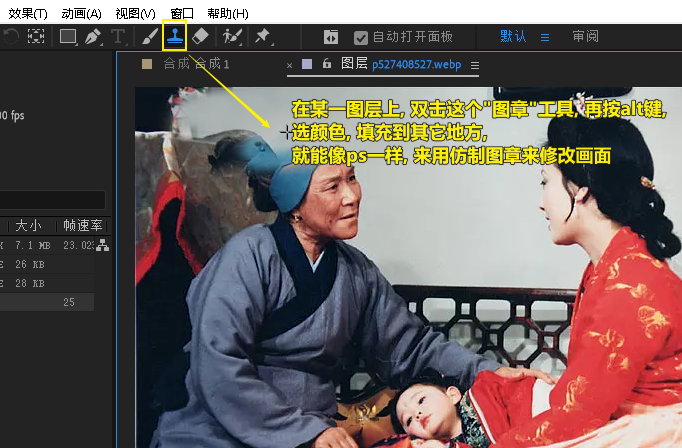 效果(T) 动画(A) 视图(V) 窗口 帮助(H)
自动打开面板 默认 ≡ 审阅
合成 合成 1 × 图层 p527408527.webp ≡
00 fps
在某一图层上, 双击这个"图章"工具, 再按alt键,
选颜色, 填充到其它地方,
就能像ps一样, 来用仿制图章来修改画面
大小 帧速率
7.1 MB 23.02
26 KB
28 KB
25